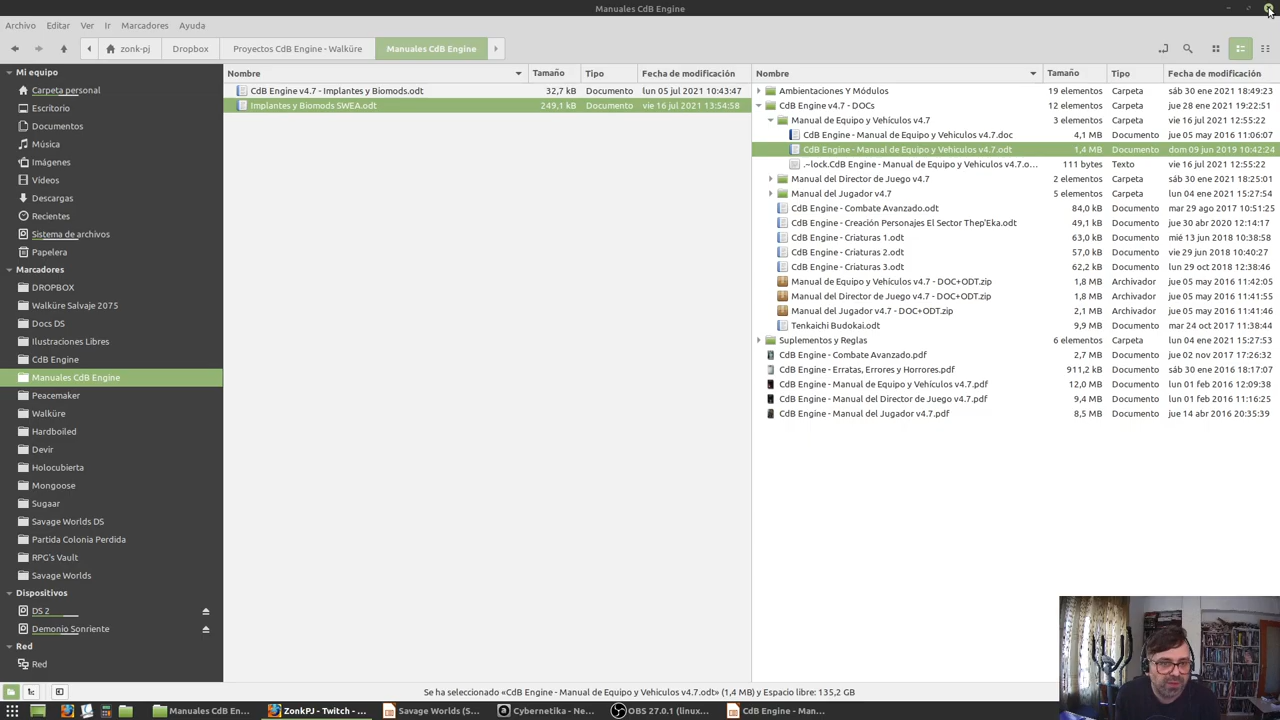 Manuales CdB Engine
Archivo Editar Ver Ir Marcadores Ayuda
zonk-pj Dropbox Proyectos CdB Engine - Walküre Manuales CdB Engine
Mi equipo
Carpeta personal
Escritorio
Documentos
Música
Imágenes
Vídeos
Descargas
Recientes
Sistema de archivos
Papelera
Marcadores
DROPBOX
Walküre Salvaje 2075
Docs DS
Ilustraciones Libres
CdB Engine
Manuales CdB Engine
Peacemaker
Walküre
Hardboiled
Devir
Holocubierta
Mongoose
Sugaar
Savage Worlds DS
Partida Colonia Perdida
RPG's Vault
Savage Worlds
Dispositivos
DS 2
Demonio Sonriente
Red
Red
Nombre Tamaño Tipo Fecha de modificación
CdB Engine v4.7 - Implantes y Biomods.odt 32,7 kB Documento lun 05 jul 2021 10:43:47
Implantes y Biomods SWEA.odt 249,1 kB Documento vie 16 jul 2021 13:54:58
Nombre Tamaño Tipo Fecha de modificación
Ambientaciones Y Módulos 19 elementos Carpeta sáb 30 ene 2021 18:49:23
CdB Engine v4.7 - DOCs 12 elementos Carpeta jue 28 ene 2021 19:22:51
Manual de Equipo y Vehículos v4.7 3 elementos Carpeta vie 16 jul 2021 12:55:22
CdB Engine - Manual de Equipo y Vehiculos v4.7.doc 4,1 MB Documento jue 05 may 2016 11:06:07
CdB Engine - Manual de Equipo y Vehiculos v4.7.odt 1,4 MB Documento dom 09 jun 2019 10:42:24
.~lock.CdB Engine - Manual de Equipo y Vehiculos v4.7.o... 111 bytes Texto vie 16 jul 2021 12:55:22
Manual del Director de Juego v4.7 2 elementos Carpeta sáb 30 ene 2021 18:25:01
Manual del Jugador v4.7 5 elementos Carpeta lun 04 ene 2021 15:27:54
CdB Engine - Combate Avanzado.odt 84,0 kB Documento mar 29 ago 2017 10:51:25
CdB Engine - Creación Personajes El Sector Thep'Eka.odt 49,1 kB Documento jue 30 abr 2020 12:14:17
CdB Engine - Criaturas 1.odt 63,0 kB Documento mié 13 jun 2018 10:38:58
CdB Engine - Criaturas 2.odt 57,0 kB Documento vie 29 jun 2018 10:40:27
CdB Engine - Criaturas 3.odt 62,2 kB Documento lun 29 oct 2018 12:38:46
Manual de Equipo y Vehículos v4.7 - DOC+ODT.zip 1,8 MB Archivador jue 05 may 2016 11:42:05
Manual del Director de Juego v4.7 - DOC+ODT.zip 1,8 MB Archivador jue 05 may 2016 11:41:55
Manual del Jugador v4.7 - DOC+ODT.zip 2,1 MB Archivador jue 05 may 2016 11:41:46
Tenkaichi Budokai.odt 9,9 MB Documento mar 24 oct 2017 11:38:44
Suplementos y Reglas 6 elementos Carpeta lun 04 ene 2021 15:27:53
CdB Engine - Combate Avanzado.pdf 2,7 MB Documento jue 02 nov 2017 17:26:32
CdB Engine - Erratas, Errores y Horrores.pdf 911,2 kB Documento sáb 30 ene 2016 18:17:07
CdB Engine - Manual de Equipo y Vehículos v4.7.pdf 12,0 MB Documento lun 01 feb 2016 12:09:38
CdB Engine - Manual del Director de Juego v4.7.pdf 9,4 MB Documento lun 01 feb 2016 11:16:25
CdB Engine - Manual del Jugador v4.7.pdf 8,5 MB Documento jue 14 abr 2016 20:35:39
Se ha seleccionado «CdB Engine - Manual de Equipo y Vehiculos v4.7.odt» (1,4 MB) y Espacio libre: 135,2 GB
Manuales CdB En... ZonkPJ - Twitch - ... Savage Worlds (S... Cybernetika - Ne... OBS 27.0.1 (linux... CdB Engine - Man...